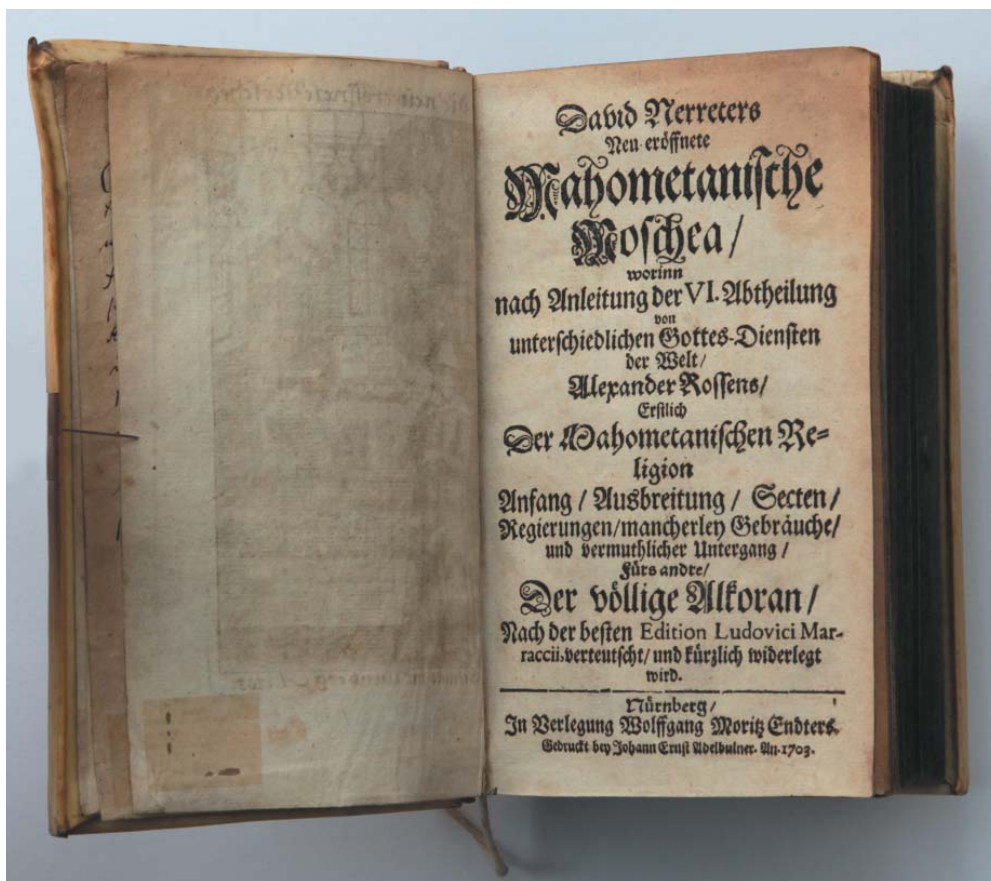 David Nerreters
Neu eröffnete
Mahometanische
Moschea /
worinn
nach Anleitung der VI. Abtheilung
von
unterschiedlichen Gottes-Diensten
der Welt /
Alexander Rossens /
Erstlich
Der Mahometanischen Re=
ligion
Anfang / Ausbreitung / Secten /
Regierungen / mancherley Gebräuche /
und vermuthlicher Untergang /
Fürs andre /
Der völlige Alkoran /
Nach der besten Edition Ludovici Mar-
raccii, verteutscht / und kürzlich widerlegt
wird.
Nürnberg /
In Verlegung Wolffgang Moritz Endters.
Gedruckt bey Johann Ernst Adelbulner. An. 1703.